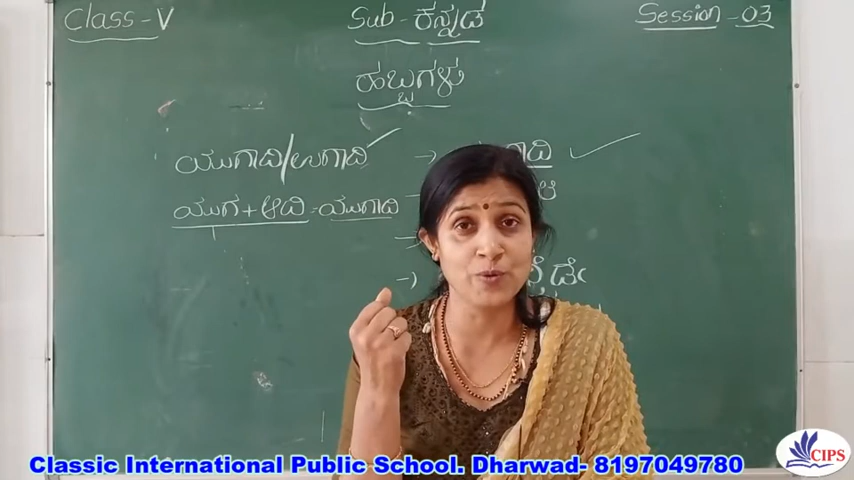 Class - V
Sub - ಕನ್ನಡ
Session - 03
ಹಬ್ಬಗಳು
ಯುಗಾದಿ/ಉಗಾದಿ →
ಯುಗ + ಆದಿ = ಯುಗಾದಿ
Classic International Public School. Dharwad- 8197049780
CIPS